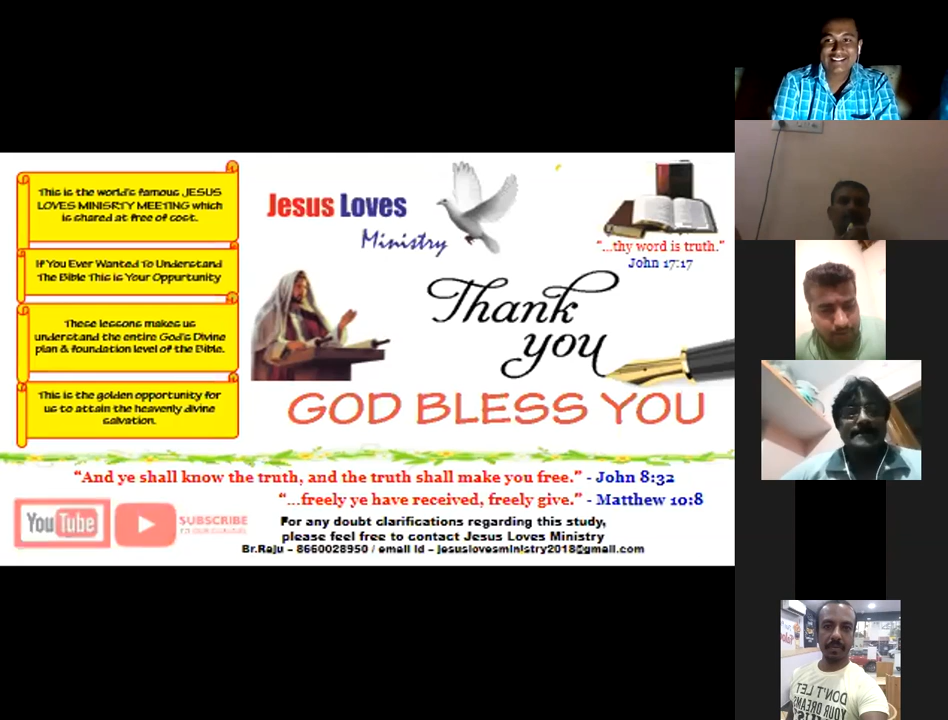 This is the world's famous JESUS
LOVES MINISRTY MEETING which
is shared at free of cost.
If You Ever Wanted To Understand
The Bible This is Your Oppurtunity
These lessons makes us
understand the entire God's Divine
plan & foundation level of the Bible.
This is the golden opportunity for
us to attain the heavenly divine
salvation.
Jesus Loves
Ministry
"...thy word is truth."
John 17:17
Thank
you
GOD BLESS YOU
"And ye shall know the truth, and the truth shall make you free." - John 8:32
"...freely ye have received, freely give." - Matthew 10:8
YouTube
SUBSCRIBE
TO OUR CHANNEL
For any doubt clarifications regarding this study,
please feel free to contact Jesus Loves Ministry
Br.Raju - 8660028950 / email id - jesuslovesministry2018@gmail.com
DON'T LET
YOUR DREAMS